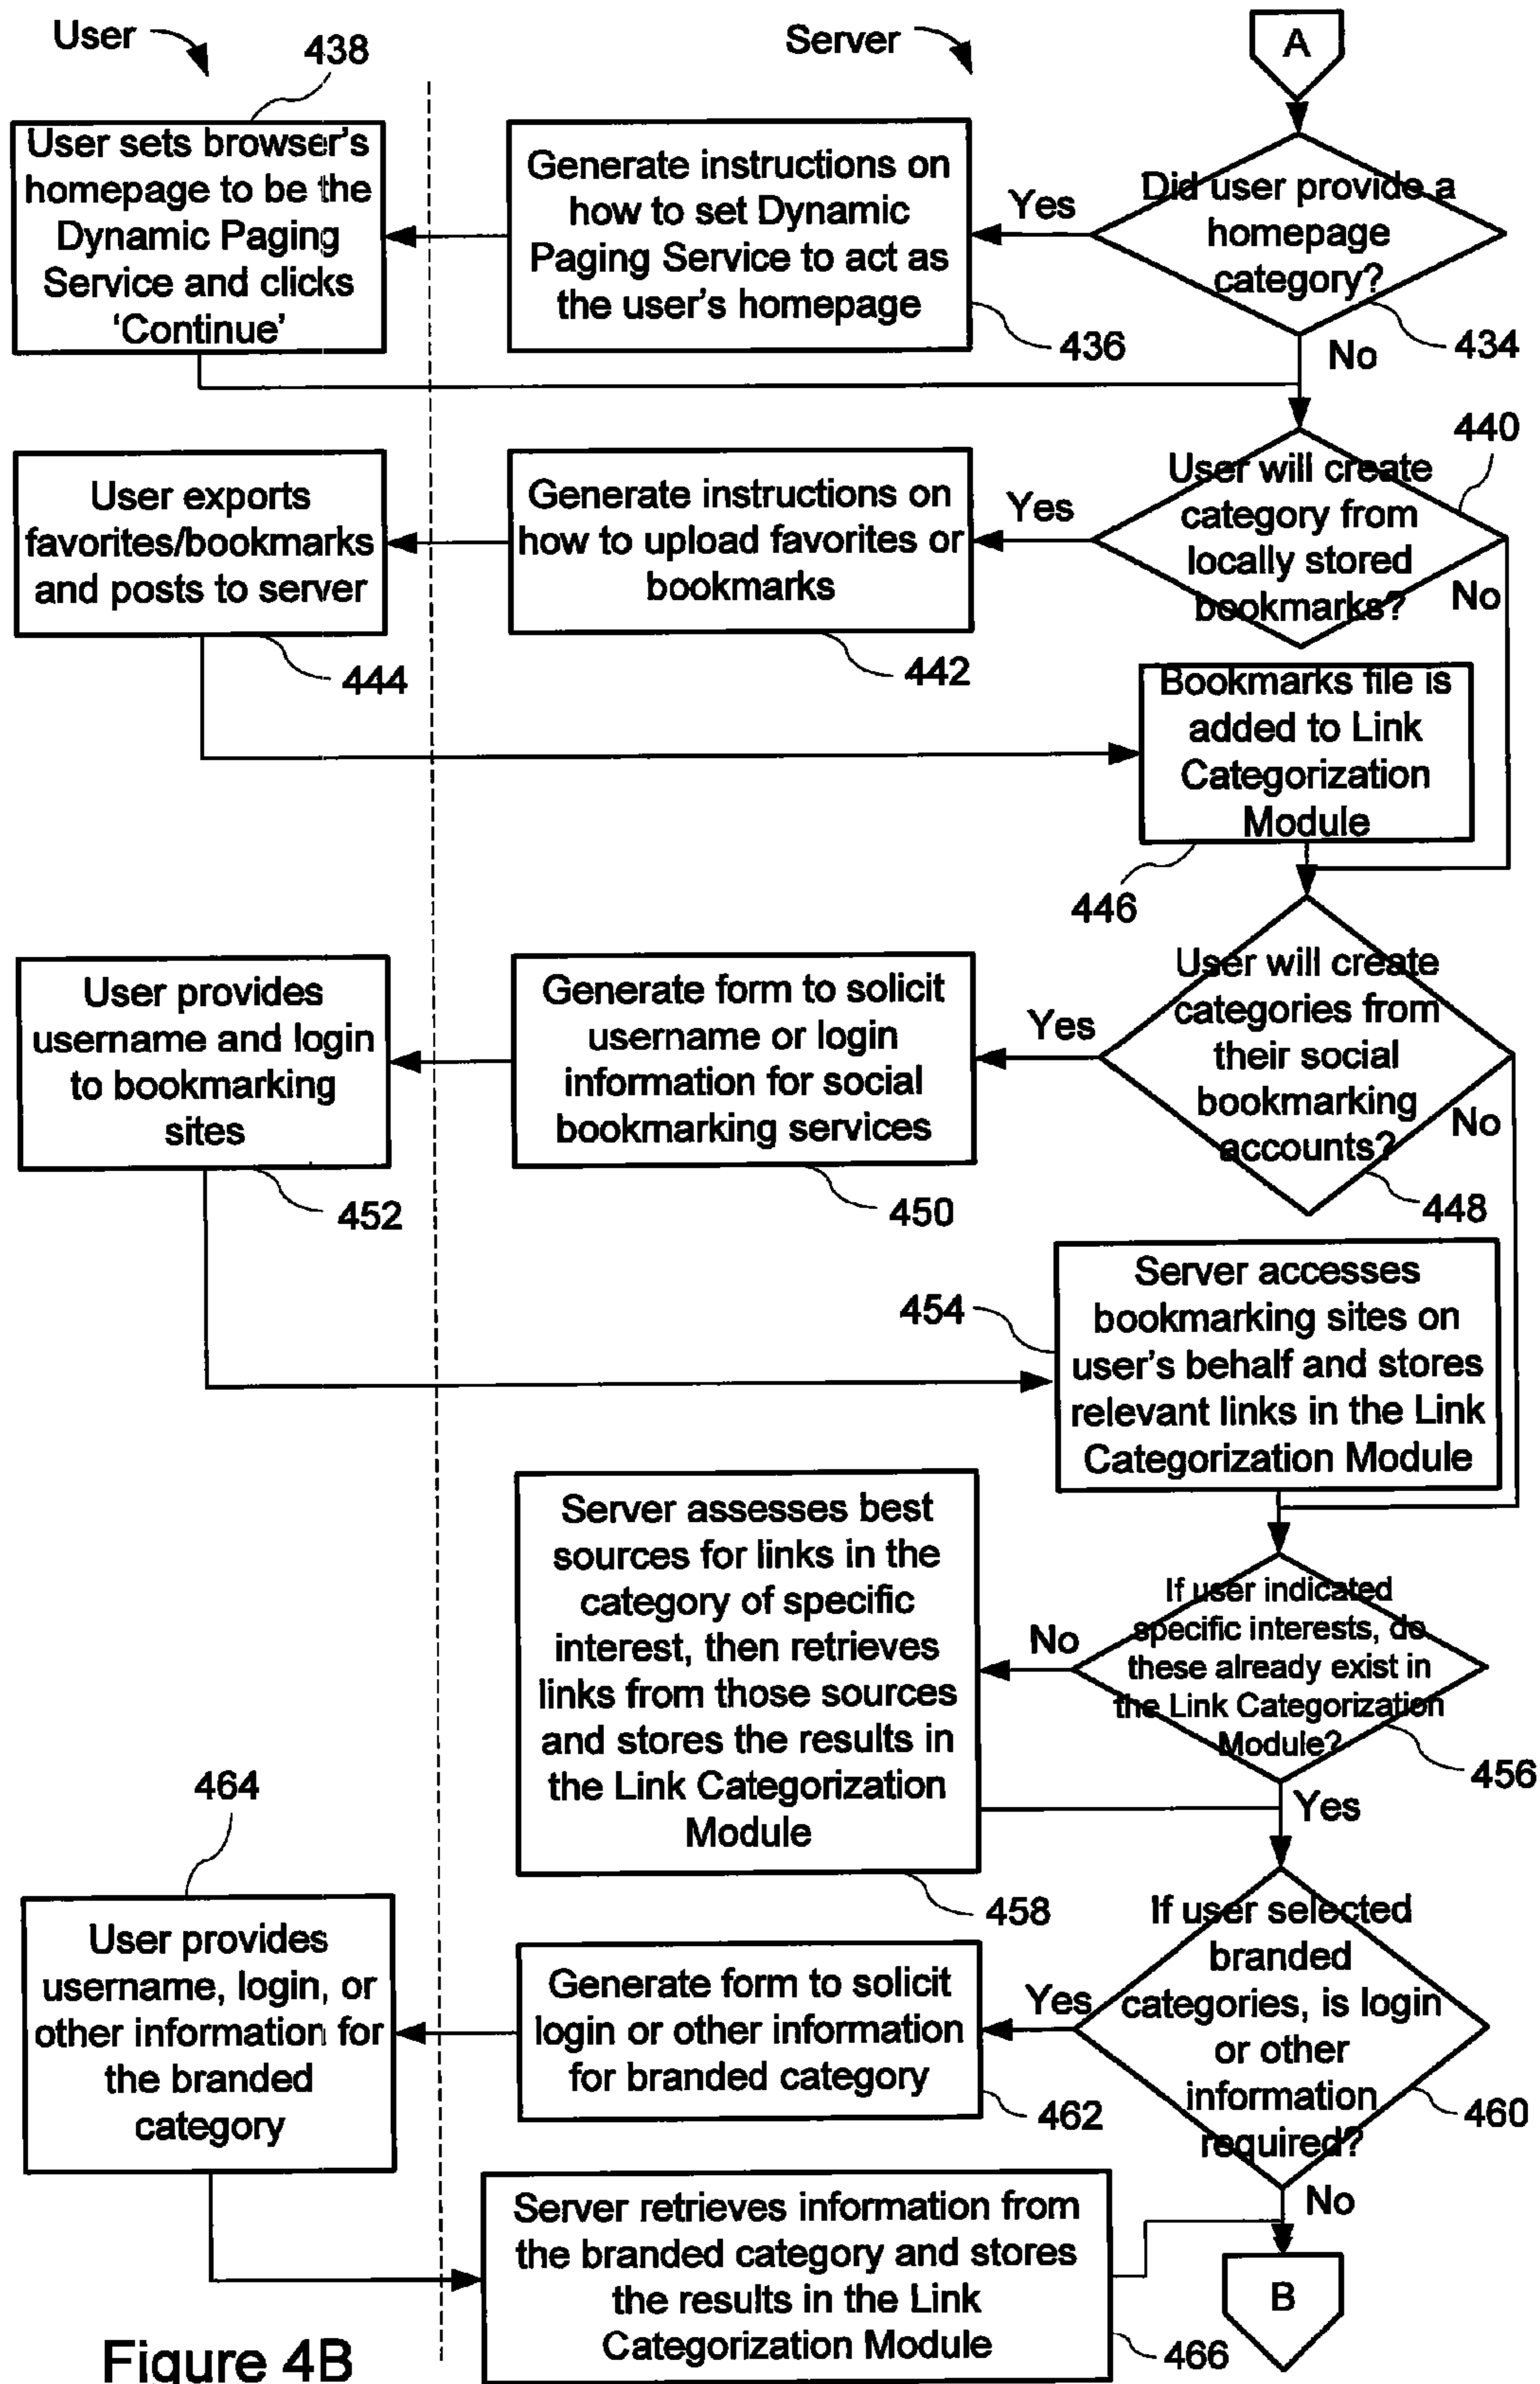 User
438
Server
A
User sets browser's
homepage to be the
Dynamic Paging
Service and clicks
'Continue'
Generate instructions on
how to set Dynamic
Paging Service to act as
the user's homepage
436
Yes
Did user provide a
homepage
category?
434
No
440
User exports
favorites/bookmarks
and posts to server
444
Generate instructions on
how to upload favorites or
bookmarks
442
Yes
User will create
category from
locally stored
bookmarks?
No
Bookmarks file is
added to Link
Categorization
Module
446
User provides
username and login
to bookmarking
sites
452
Generate form to solicit
username or login
information for social
bookmarking services
450
Yes
User will create
categories from
their social
bookmarking
accounts?
No
448
454
Server accesses
bookmarking sites on
user's behalf and stores
relevant links in the Link
Categorization Module
Server assesses best
sources for links in the
category of specific
interest, then retrieves
links from those sources
and stores the results in
the Link Categorization
Module
458
No
If user indicated
specific interests, do
these already exist in
the Link Categorization
Module?
456
Yes
464
User provides
username, login, or
other information for
the branded
category
Generate form to solicit
login or other information
for branded category
462
Yes
If user selected
branded
categories, is login
or other
information
required?
460
No
Server retrieves information from
the branded category and stores
the results in the Link
Categorization Module
466
B
Figure 4B